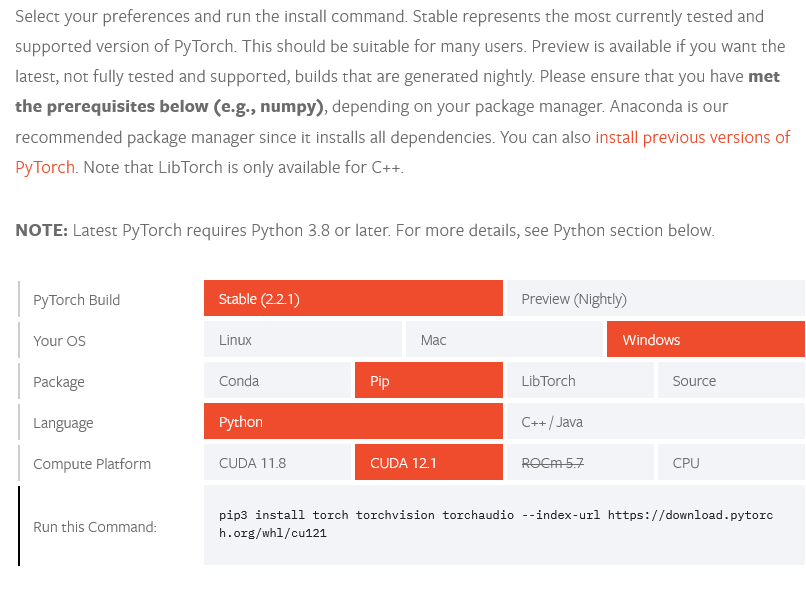 Select your preferences and run the install command. Stable represents the most currently tested and
supported version of PyTorch. This should be suitable for many users. Preview is available if you want the
latest, not fully tested and supported, builds that are generated nightly. Please ensure that you have met
the prerequisites below (e.g., numpy), depending on your package manager. Anaconda is our
recommended package manager since it installs all dependencies. You can also install previous versions of
PyTorch. Note that LibTorch is only available for C++.
NOTE: Latest PyTorch requires Python 3.8 or later. For more details, see Python section below.
PyTorch Build Stable (2.2.1) Preview (Nightly)
Your OS Linux Mac Windows
Package Conda Pip LibTorch Source
Language Python C++ / Java
Compute Platform CUDA 11.8 CUDA 12.1 ROCm 5.7 CPU
Run this Command: pip3 install torch torchvision torchaudio --index-url https://download.pytorc
h.org/whl/cu121